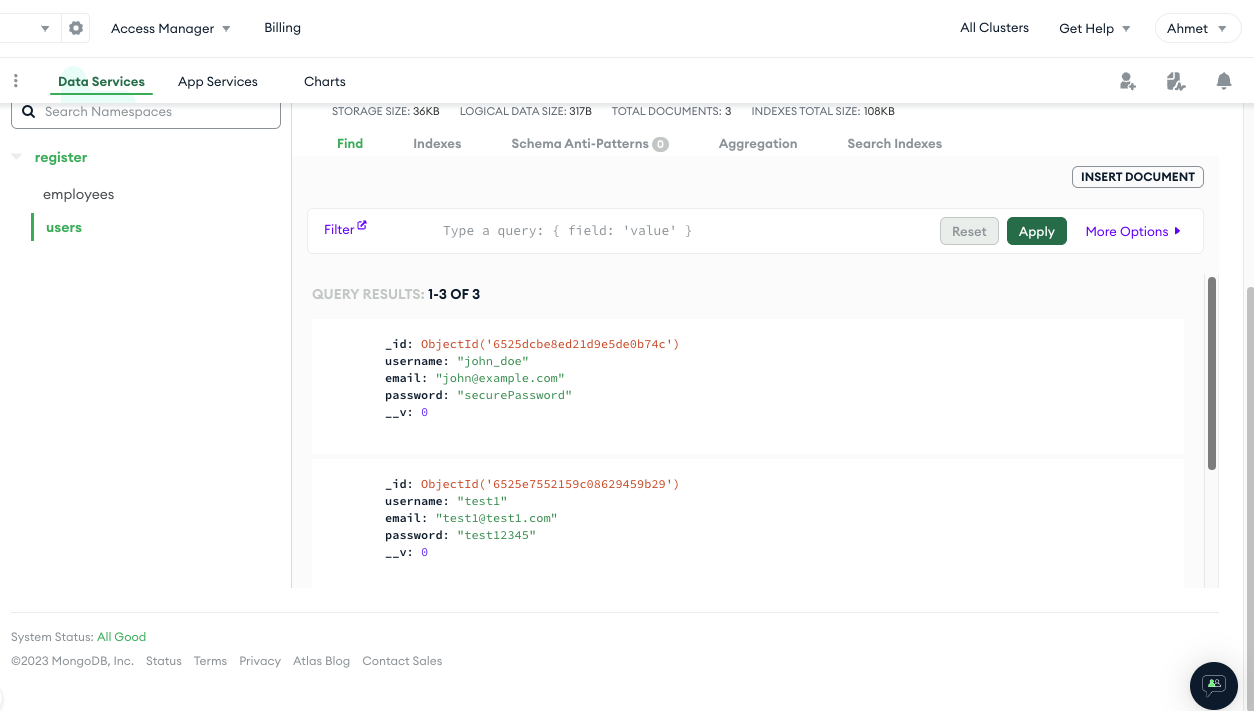 Access Manager
Billing
All Clusters
Get Help
Ahmet
Data Services
App Services
Charts
Search Namespaces
STORAGE SIZE: 36KB LOGICAL DATA SIZE: 317B TOTAL DOCUMENTS: 3 INDEXES TOTAL SIZE: 108KB
register
employees
users
Find
Indexes
Schema Anti-Patterns 0
Aggregation
Search Indexes
INSERT DOCUMENT
Filter
Type a query: { field: 'value' }
Reset
Apply
More Options
QUERY RESULTS: 1-3 OF 3
_id: ObjectId('6525dcbe8ed21d9e5de0b74c')
username: "john_doe"
email: "john@example.com"
password: "securePassword"
__v: 0
_id: ObjectId('6525e7552159c08629459b29')
username: "test1"
email: "test1@test1.com"
password: "test12345"
__v: 0
System Status: All Good
©2023 MongoDB, Inc. Status Terms Privacy Atlas Blog Contact Sales